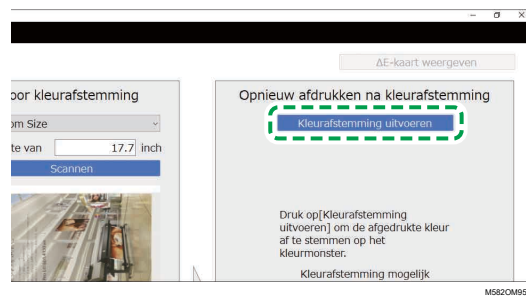 ΔE-kaart weergeven
oor kleurafstemming
om Size
te van 17.7 inch
Scannen
Opnieuw afdrukken na kleurafstemming
Kleurafstemming uitvoeren
Druk op[Kleurafstemming
uitvoeren] om de afgedrukte kleur
af te stemmen op het
kleurmonster.
Kleurafstemming mogelijk
M582OM95